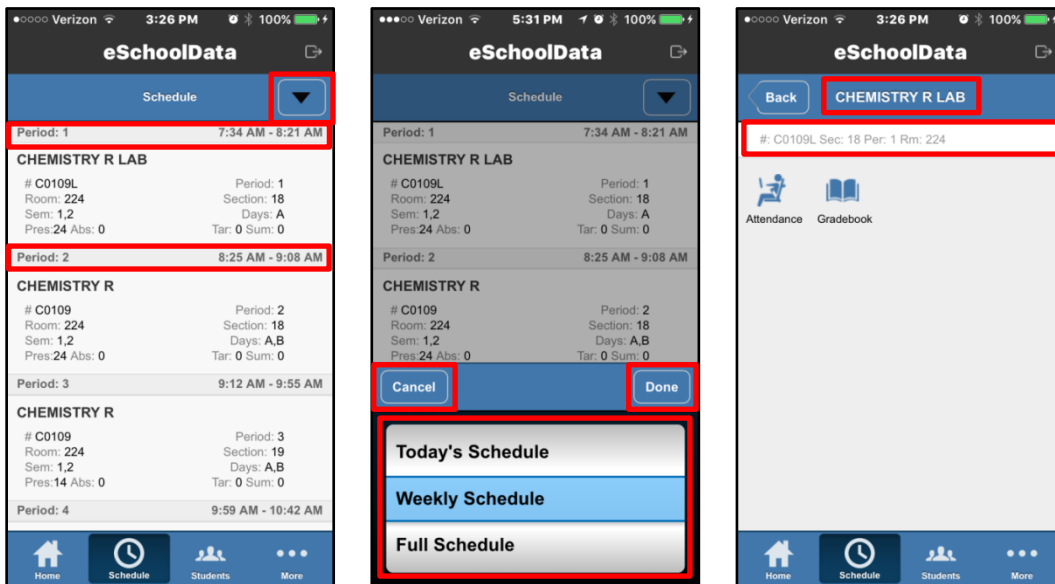 Verizon 3:26 PM 100%
eSchoolData
Schedule
Period: 1 7:34 AM - 8:21 AM
CHEMISTRY R LAB
# C0109L Period: 1
Room: 224 Section: 18
Sem: 1,2 Days: A
Pres:24 Abs: 0 Tar: 0 Sum: 0
Period: 2 8:25 AM - 9:08 AM
CHEMISTRY R
# C0109 Period: 2
Room: 224 Section: 18
Sem: 1,2 Days: A,B
Pres:24 Abs: 0 Tar: 0 Sum: 0
Period: 3 9:12 AM - 9:55 AM
CHEMISTRY R
# C0109 Period: 3
Room: 224 Section: 19
Sem: 1,2 Days: A,B
Pres:14 Abs: 0 Tar: 0 Sum: 0
Period: 4 9:59 AM - 10:42 AM
Home Schedule Students More
Verizon 5:31 PM 100%
eSchoolData
Schedule
Period: 1 7:34 AM - 8:21 AM
CHEMISTRY R LAB
# C0109L Period: 1
Room: 224 Section: 18
Sem: 1,2 Days: A
Pres:24 Abs: 0 Tar: 0 Sum: 0
Period: 2 8:25 AM - 9:08 AM
CHEMISTRY R
# C0109 Period: 2
Room: 224 Section: 18
Sem: 1,2 Days: A,B
Pres:24 Abs: 0 Tar: 0 Sum: 0
Cancel Done
Today's Schedule
Weekly Schedule
Full Schedule
Verizon 3:26 PM 100%
eSchoolData
Back CHEMISTRY R LAB
#: C0109L Sec: 18 Per: 1 Rm: 224
Attendance Gradebook
Home Schedule Students More